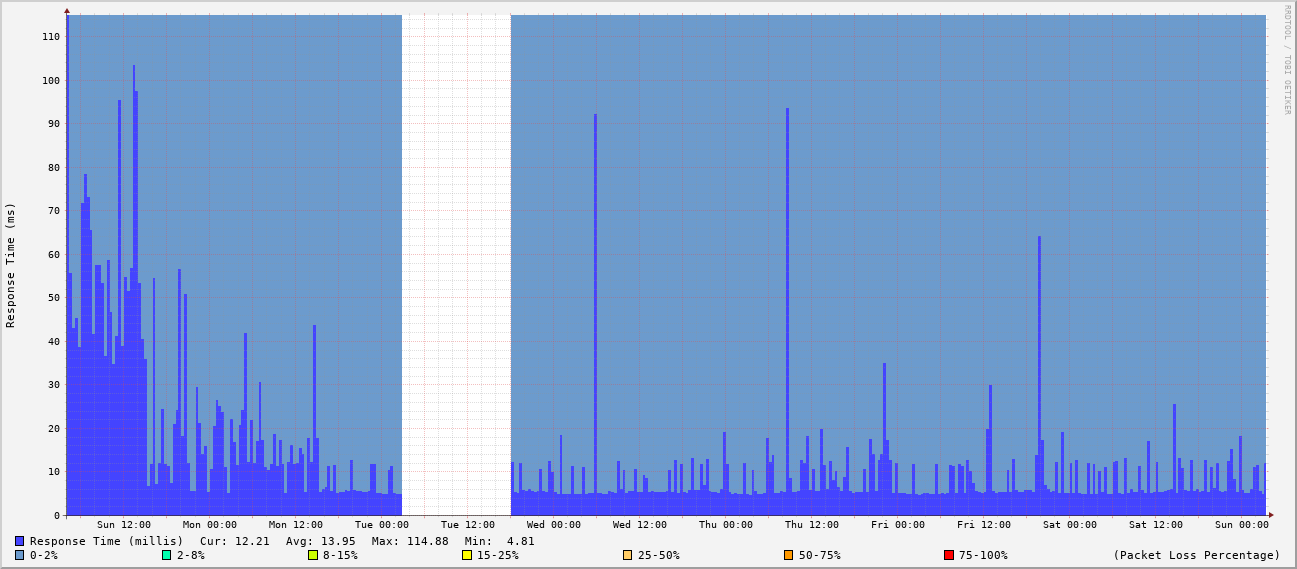 RRDTOOL / TOBI OETIKER
Response Time (ms)
110
100
90
80
70
60
50
40
30
20
10
0
Sun 12:00 Mon 00:00 Mon 12:00 Tue 00:00 Tue 12:00 Wed 00:00 Wed 12:00 Thu 00:00 Thu 12:00 Fri 00:00 Fri 12:00 Sat 00:00 Sat 12:00 Sun 00:00
Response Time (millis) Cur: 12.21 Avg: 13.95 Max: 114.88 Min: 4.81
0-2% 2-8% 8-15% 15-25% 25-50% 50-75% 75-100% (Packet Loss Percentage)